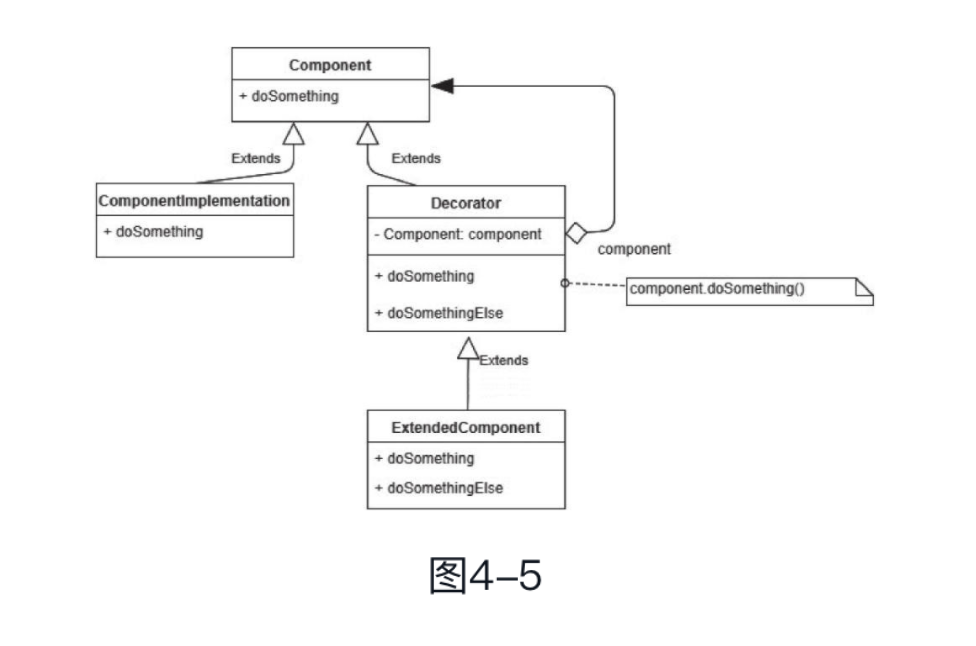 Component
+ doSomething
Extends
Extends
ComponentImplementation
+ doSomething
Decorator
- Component: component
+ doSomething
+ doSomethingElse
component
component.doSomething()
Extends
ExtendedComponent
+ doSomething
+ doSomethingElse
图4–5